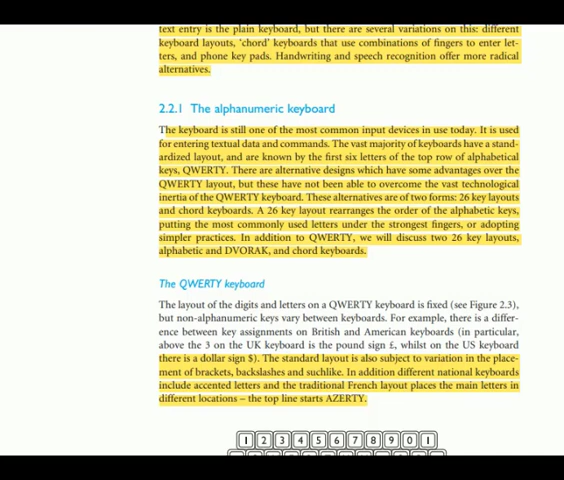 text entry is the plain keyboard, but there are several variations on this: different
keyboard layouts, ‘chord’ keyboards that use combinations of fingers to enter let-
ters, and phone key pads. Handwriting and speech recognition offer more radical
alternatives.
2.2.1 The alphanumeric keyboard
The keyboard is still one of the most common input devices in use today. It is used
for entering textual data and commands. The vast majority of keyboards have a stand-
ardized layout, and are known by the first six letters of the top row of alphabetical
keys, QWERTY. There are alternative designs which have some advantages over the
QWERTY layout, but these have not been able to overcome the vast technological
inertia of the QWERTY keyboard. These alternatives are of two forms: 26 key layouts
and chord keyboards. A 26 key layout rearranges the order of the alphabetic keys,
putting the most commonly used letters under the strongest fingers, or adopting
simpler practices. In addition to QWERTY, we will discuss two 26 key layouts,
alphabetic and DVORAK, and chord keyboards.
The QWERTY keyboard
The layout of the digits and letters on a QWERTY keyboard is fixed (see Figure 2.3),
but non-alphanumeric keys vary between keyboards. For example, there is a differ-
ence between key assignments on British and American keyboards (in particular,
above the 3 on the UK keyboard is the pound sign £, whilst on the US keyboard
there is a dollar sign $). The standard layout is also subject to variation in the place-
ment of brackets, backslashes and suchlike. In addition different national keyboards
include accented letters and the traditional French layout places the main letters in
different locations – the top line starts AZERTY.
1 2 3 4 5 6 7 8 9 0 1